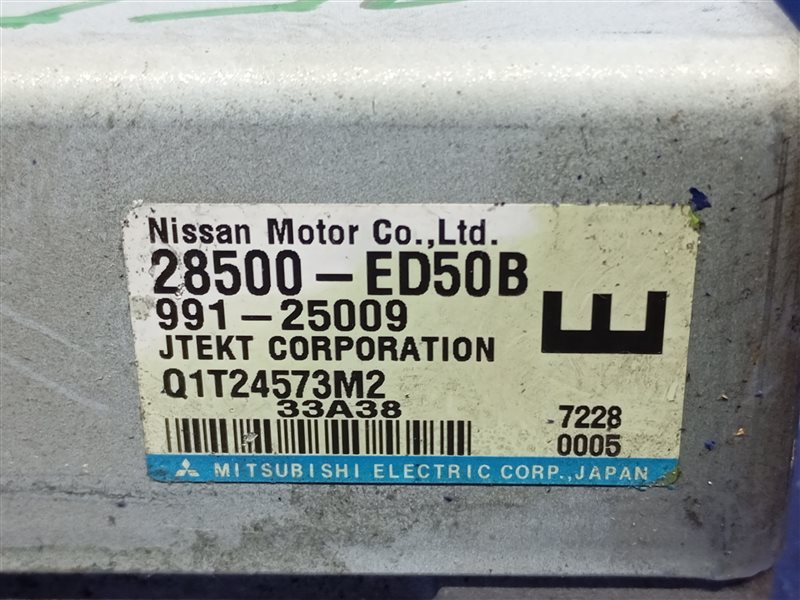 Nissan Motor Co.,Ltd.
28500-ED50B
991-25009
JTEKT CORPORATION
E
Q1T24573M2
33A38
7228
0005
MITSUBISHI ELECTRIC CORP., JAPAN